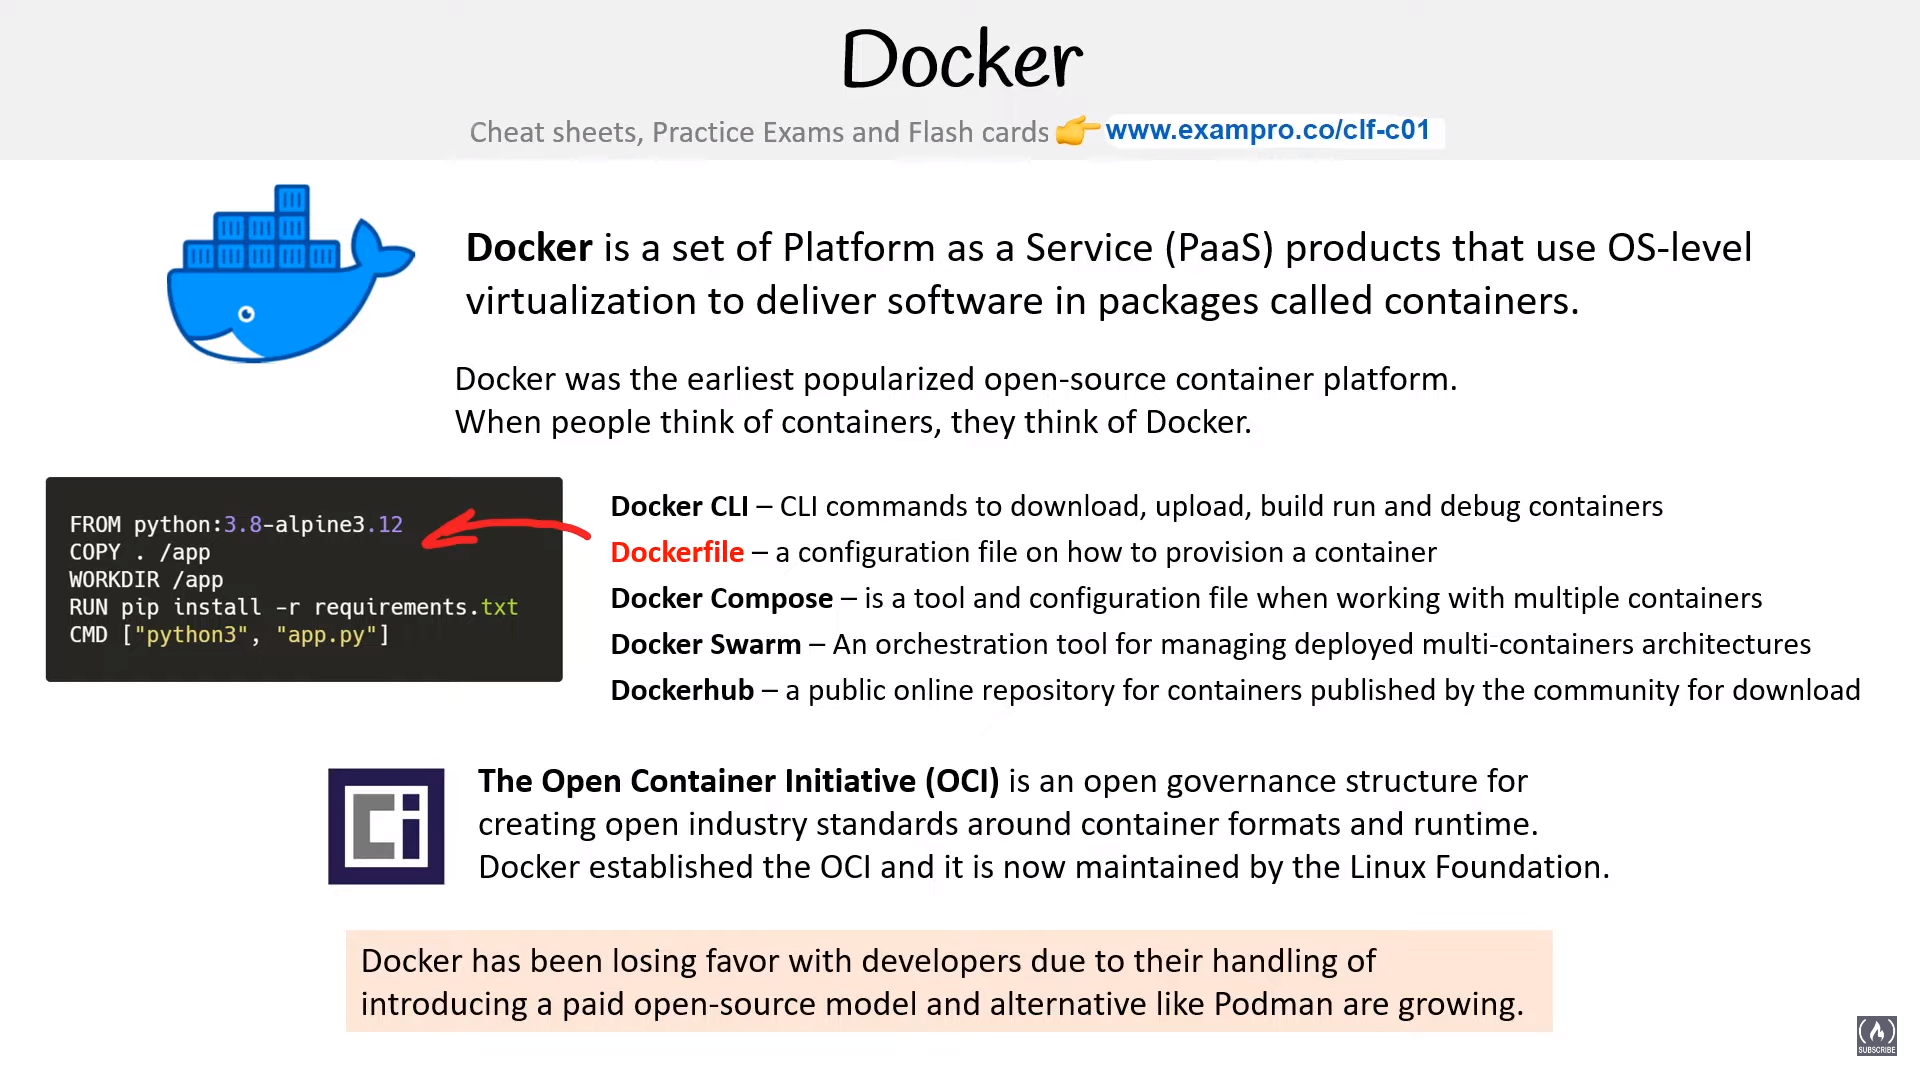 Docker
Cheat sheets, Practice Exams and Flash cards 👉 www.exampro.co/clf-c01
Docker is a set of Platform as a Service (PaaS) products that use OS-level
virtualization to deliver software in packages called containers.
Docker was the earliest popularized open-source container platform.
When people think of containers, they think of Docker.
FROM python:3.8-alpine3.12
COPY . /app
WORKDIR /app
RUN pip install -r requirements.txt
CMD ["python3", "app.py"]
Docker CLI – CLI commands to download, upload, build run and debug containers
Dockerfile – a configuration file on how to provision a container
Docker Compose – is a tool and configuration file when working with multiple containers
Docker Swarm – An orchestration tool for managing deployed multi-containers architectures
Dockerhub – a public online repository for containers published by the community for download
The Open Container Initiative (OCI) is an open governance structure for
creating open industry standards around container formats and runtime.
Docker established the OCI and it is now maintained by the Linux Foundation.
Docker has been losing favor with developers due to their handling of
introducing a paid open-source model and alternative like Podman are growing.
SUBSCRIBE